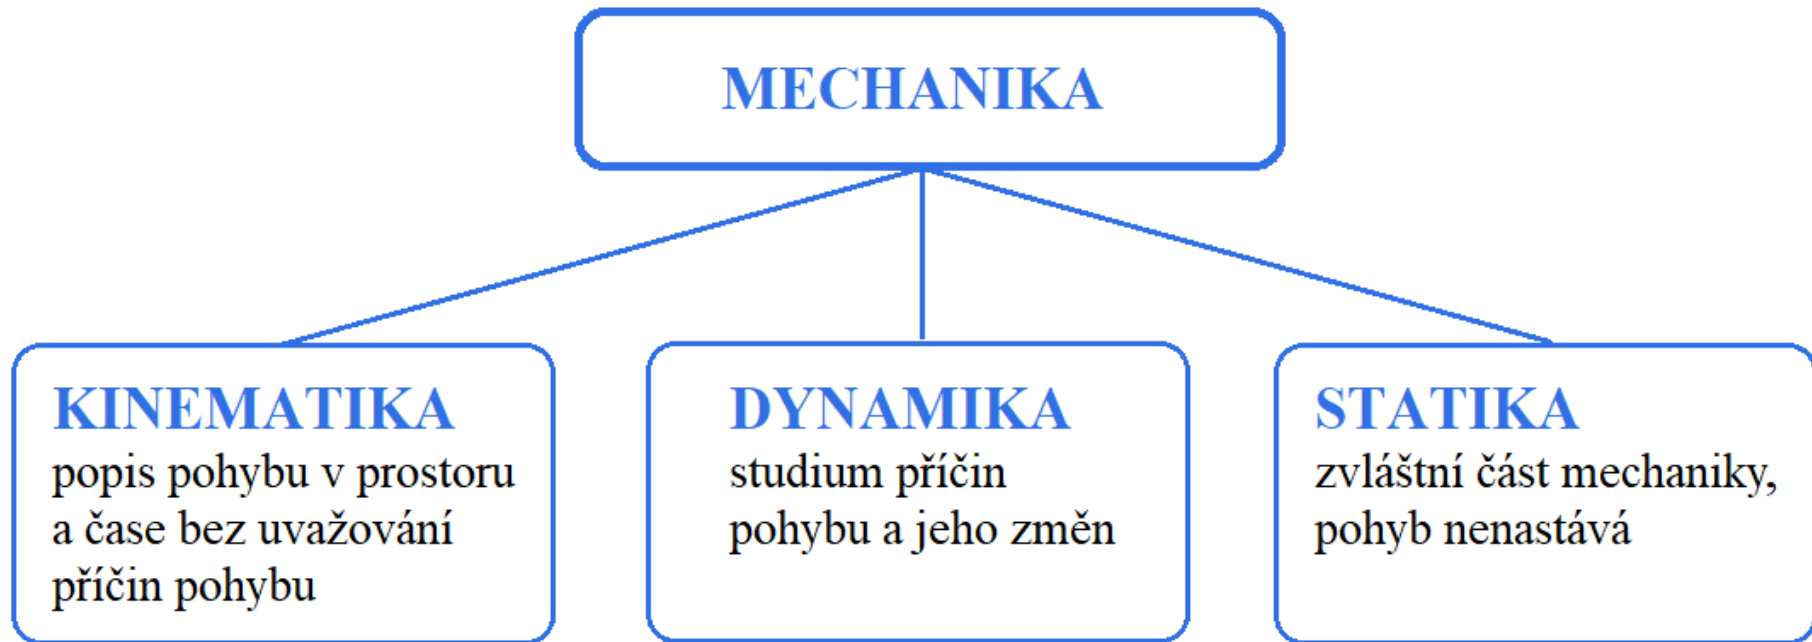 MECHANIKA
KINEMATIKA
popis pohybu v prostoru
a čase bez uvažování
příčin pohybu
DYNAMIKA
studium příčin
pohybu a jeho změn
STATIKA
zvláštní část mechaniky,
pohyb nenastává